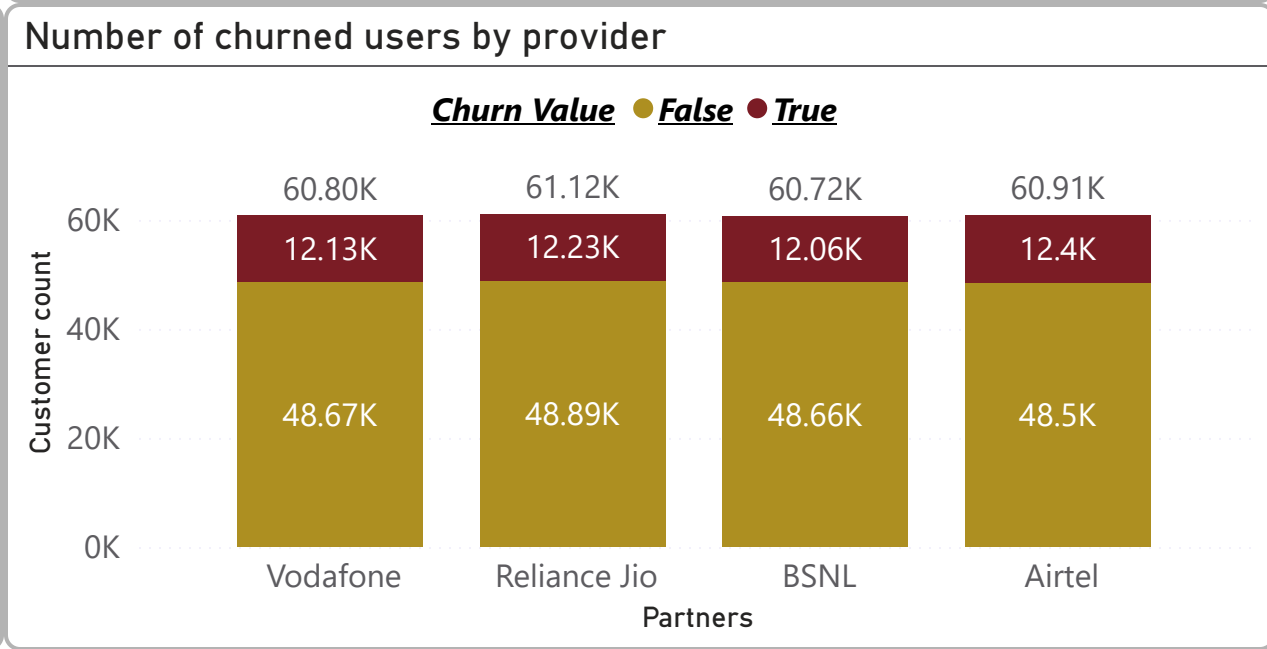 Number of churned users by provider
Churn Value False True
60.80K 61.12K 60.72K 60.91K
60K
12.13K 12.23K 12.06K 12.4K
40K
48.67K 48.89K 48.66K 48.5K
20K
0K
Customer count
Vodafone Reliance Jio BSNL Airtel
Partners